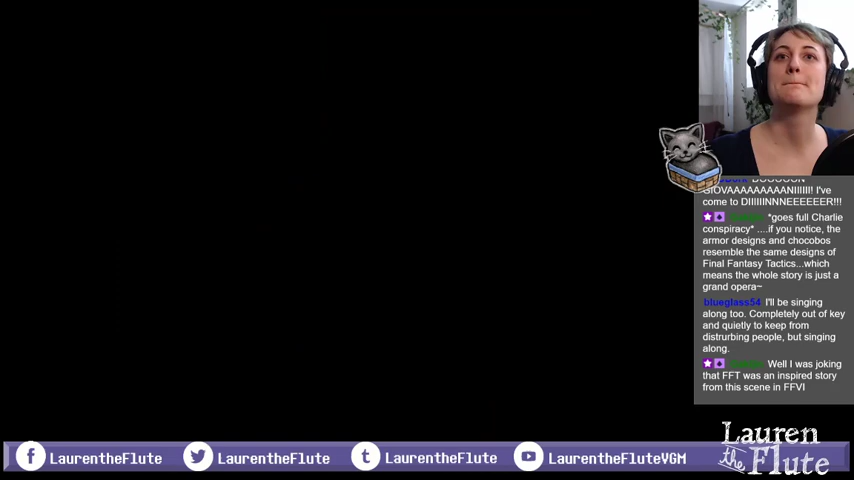 GIOVAAAAAAAAANIIIII! I've
come to DIIIIINNNEEEEEER!!!
*goes full Charlie
conspiracy* ....if you notice, the
armor designs and chocobos
resemble the same designs of
Final Fantasy Tactics...which
means the whole story is just a
grand opera~
blueglass54 I'll be singing
along too. Completely out of key
and quietly to keep from
distrurbing people, but singing
along.
Well I was joking
that FFT was an inspired story
from this scene in FFVI
Lauren
the Flute
LaurentheFlute
LaurentheFlute
LaurentheFlute
LaurentheFluteVGM